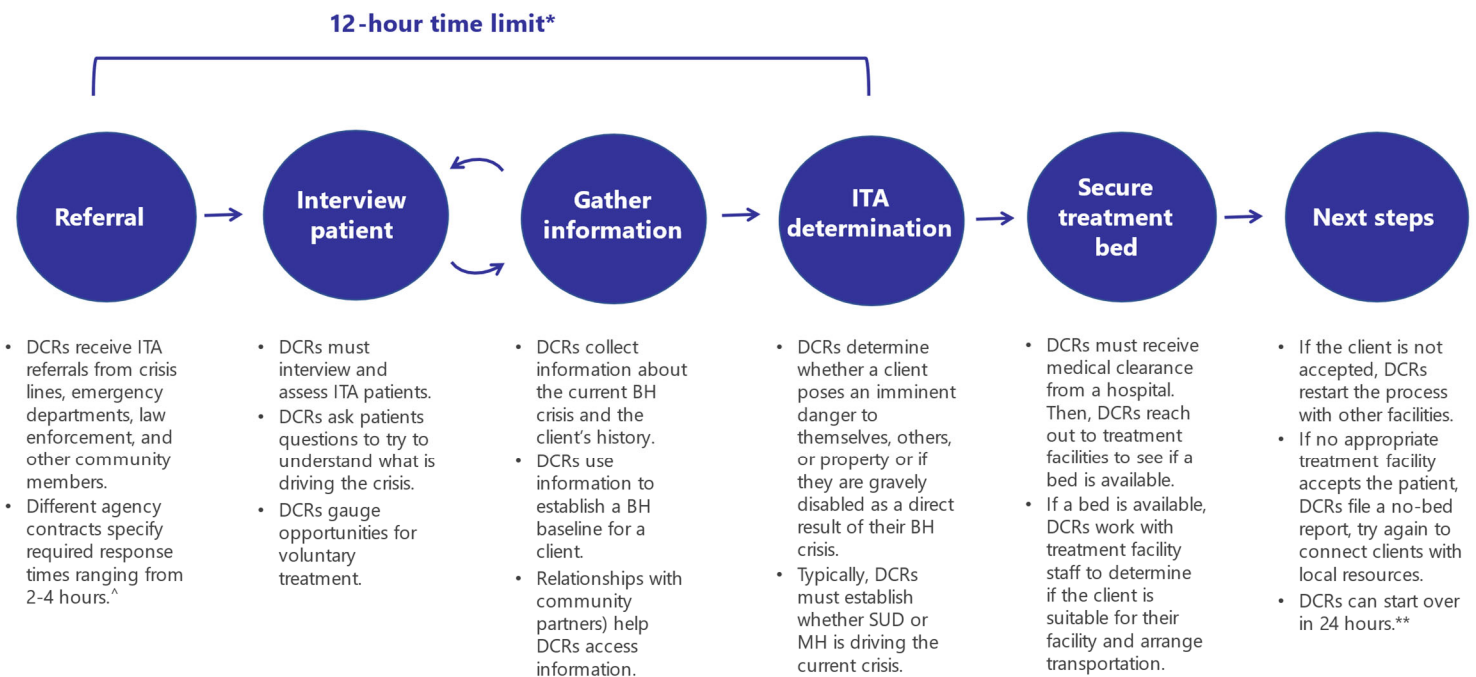 12-hour time limit*
Referral
Interview
patient
Gather
information
ITA
determination
Secure
treatment
bed
Next steps
• DCRs receive ITA
referrals from crisis
lines, emergency
departments, law
enforcement, and
other community
members.
• Different agency
contracts specify
required response
times ranging from
2-4 hours.^
• DCRs must
interview and
assess ITA patients.
• DCRs ask patients
questions to try to
understand what is
driving the crisis.
• DCRs gauge
opportunities for
voluntary
treatment.
• DCRs collect
information about
the current BH
crisis and the
client’s history.
• DCRs use
information to
establish a BH
baseline for a
client.
• Relationships with
community
partners) help
DCRs access
information.
• DCRs determine
whether a client
poses an imminent
danger to
themselves, others,
or property or if
they are gravely
disabled as a direct
result of their BH
crisis.
• Typically, DCRs
must establish
whether SUD or
MH is driving the
current crisis.
• DCRs must receive
medical clearance
from a hospital.
Then, DCRs reach
out to treatment
facilities to see if a
bed is available.
• If a bed is available,
DCRs work with
treatment facility
staff to determine
if the client is
suitable for their
facility and arrange
transportation.
• If the client is not
accepted, DCRs
restart the process
with other facilities.
• If no appropriate
treatment facility
accepts the patient,
DCRs file a no-bed
report, try again to
connect clients with
local resources.
• DCRs can start over
in 24 hours.**